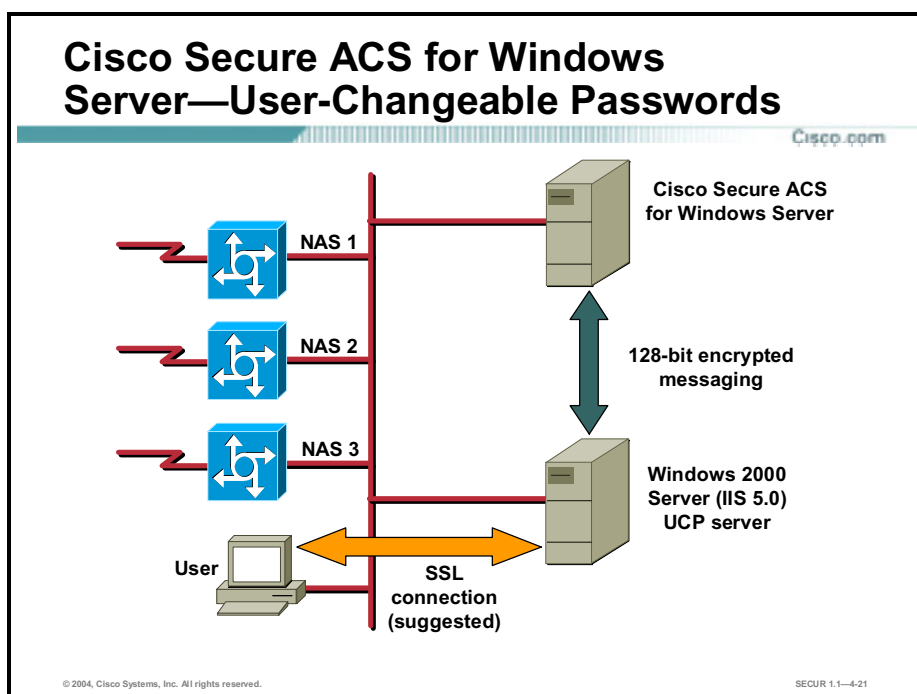 Cisco Secure ACS for Windows
Server—User-Changeable Passwords
Cisco.com
Cisco Secure ACS
for Windows Server
NAS 1
NAS 2
128-bit encrypted
messaging
NAS 3
Windows 2000
Server (IIS 5.0)
UCP server
User
SSL
connection
(suggested)
© 2004, Cisco Systems, Inc. All rights reserved.
SECUR 1.1—4-21